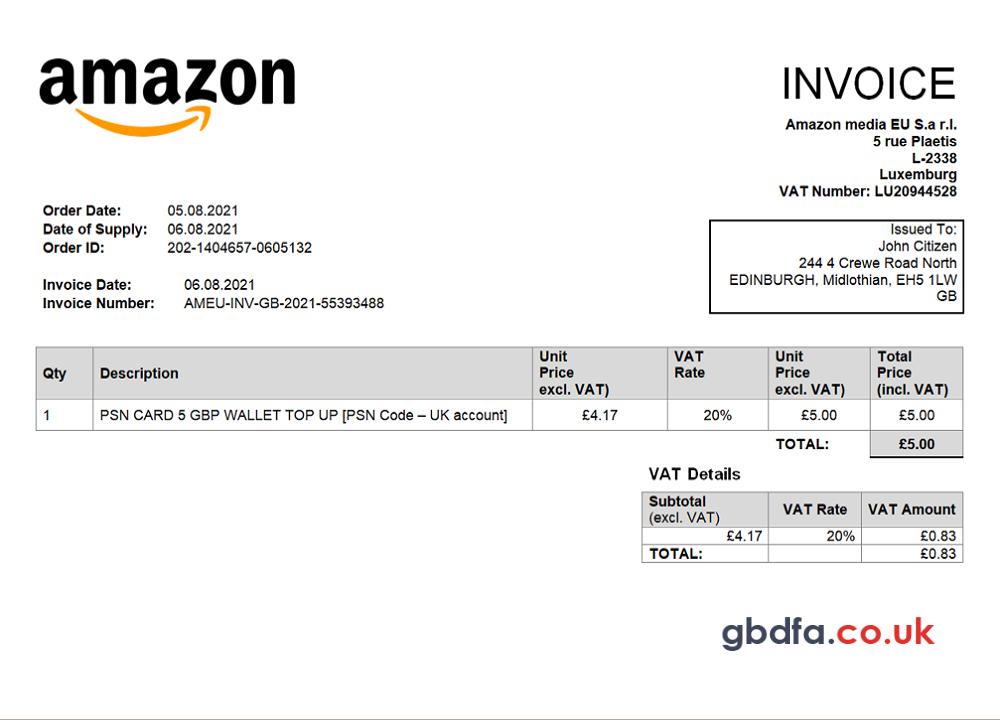 amazon
INVOICE
Amazon media EU S.a r.l.
5 rue Plaetis
L-2338
Luxemburg
VAT Number: LU20944528
Order Date: 05.08.2021
Date of Supply: 06.08.2021
Order ID: 202-1404657-0605132
Invoice Date: 06.08.2021
Invoice Number: AMEU-INV-GB-2021-55393488
Issued To:
John Citizen
244 4 Crewe Road North
EDINBURGH, Midlothian, EH5 1LW
GB
Qty Description Unit Price excl. VAT) VAT Rate Unit Price excl. VAT) Total Price (incl. VAT)
1 PSN CARD 5 GBP WALLET TOP UP [PSN Code – UK account] £4.17 20% £5.00 £5.00
TOTAL: £5.00
VAT Details
Subtotal (excl. VAT) VAT Rate VAT Amount
£4.17 20% £0.83
TOTAL: £0.83
gbdfa.co.uk